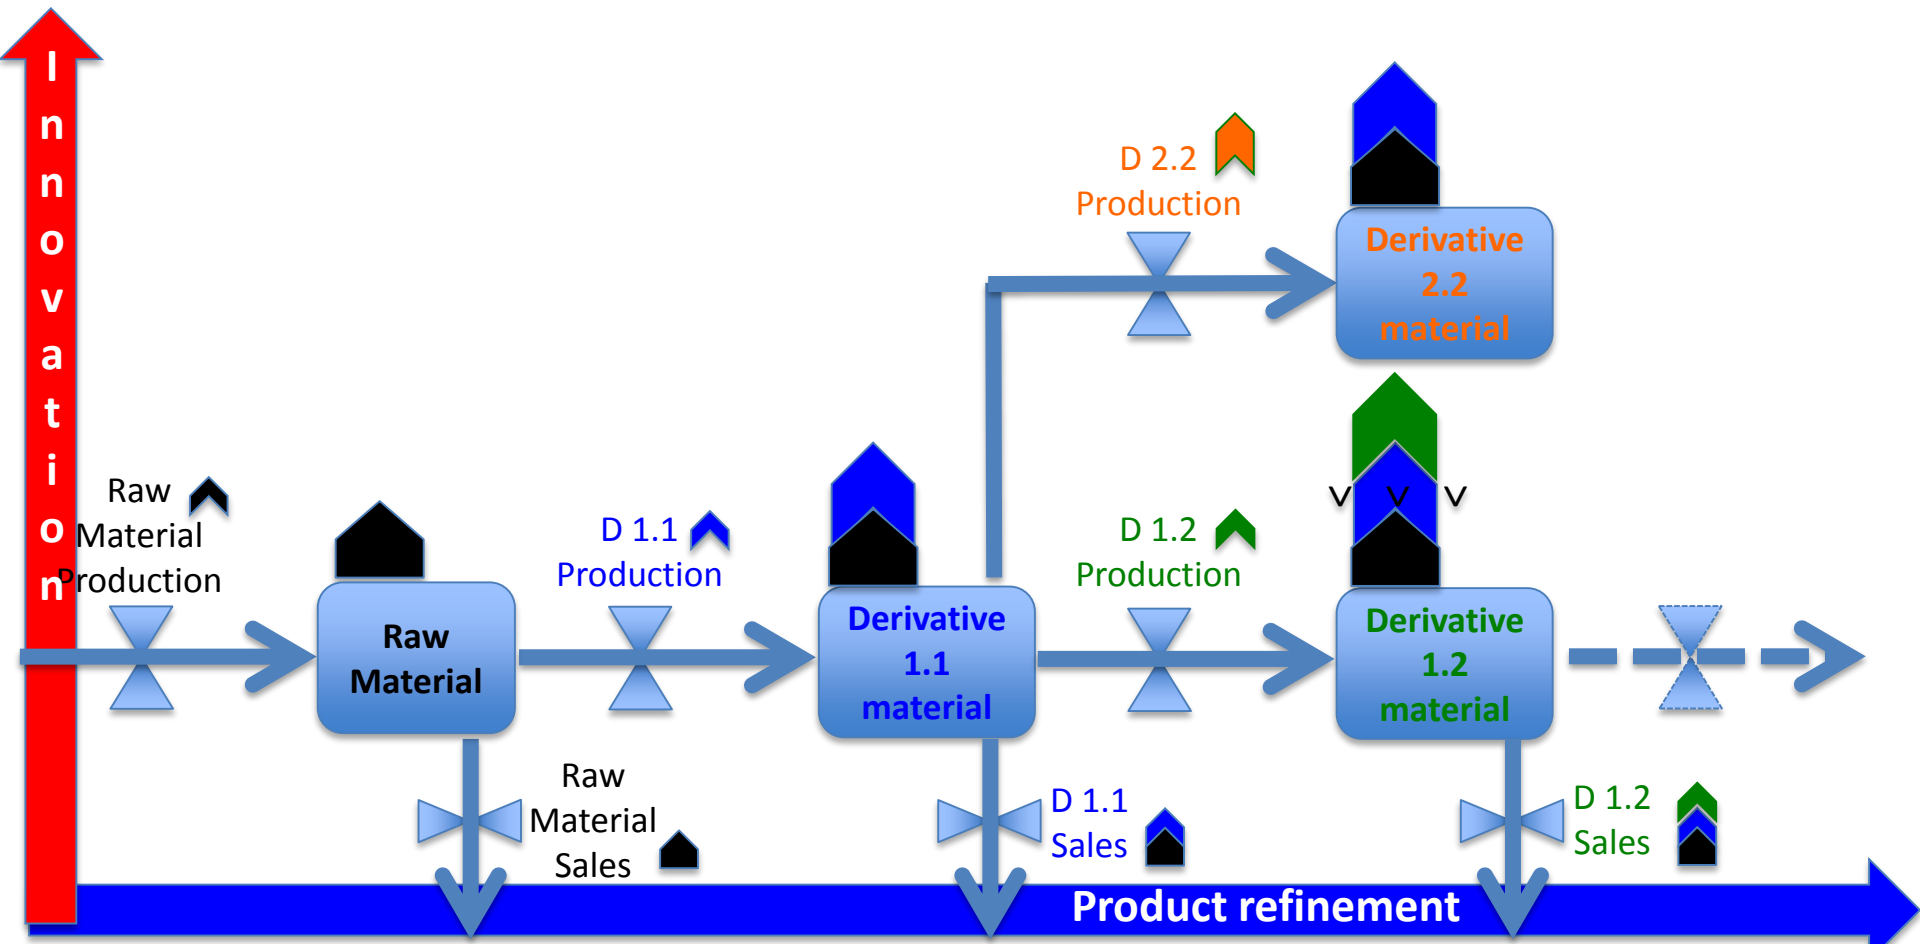 Innovation
D 2.2
Production
Derivative
2.2
material
Raw
Material
Production
Raw
Material
D 1.1
Production
Derivative
1.1
material
D 1.2
Production
V V V
Derivative
1.2
material
Raw
Material
Sales
D 1.1
Sales
D 1.2
Sales
Product refinement